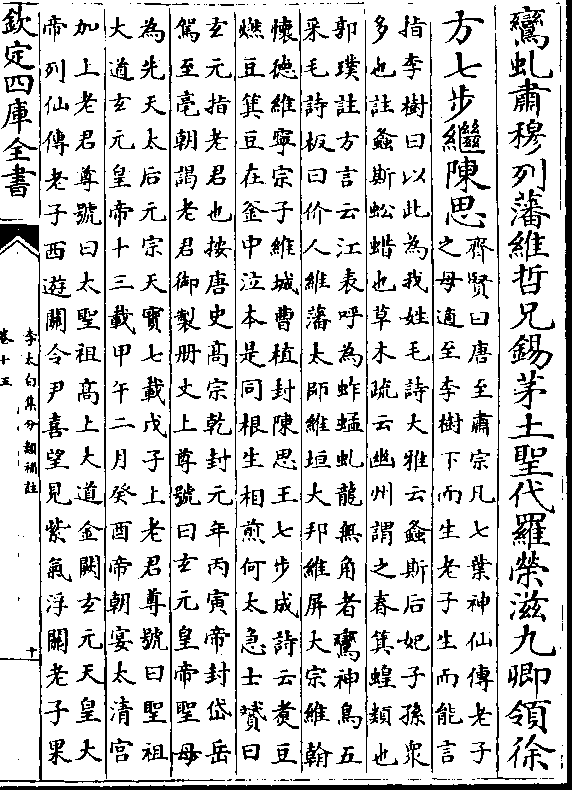 鸞虬肅穆列藩維哲兄錫茅土聖代羅榮滋九卿領徐
方七步繼陳思
齊賢曰唐至肅宗凡七葉神仙傳老子
之母適至李樹下而生老子生而能言
指李樹曰以此為我姓毛詩大雅云螽斯后妃子孫衆
多也註螽斯蚣蝑也草木疏云幽州謂之春箕蝗類也
郭璞註方言云江表呼為蚱蜢虬龍無角者鸞神鳥五
采毛詩板曰价人維藩太師維垣大邦維屏大宗維翰
懷德維寧宗子維城曹植封陳思王七步成詩云煑豆
燃豆箕豆在釜中泣本是同根生相煎何太急士贇曰
玄元指老君也按唐史高宗乾封元年丙寅帝封岱岳
駕至亳朝謁老君御製册文上尊號曰玄元皇帝聖母
為先天太后元宗天寶七載戊子上老君尊號曰聖祖
大道玄元皇帝十三載甲午二月癸酉帝朝宴太清宫
加上老君尊號曰太聖祖高上大道金闕玄元天皇大
帝列仙傳老子西遊關令尹喜望見紫氣浮關老子果
欽定四庫全書
李太白集分類補註
卷十五
十